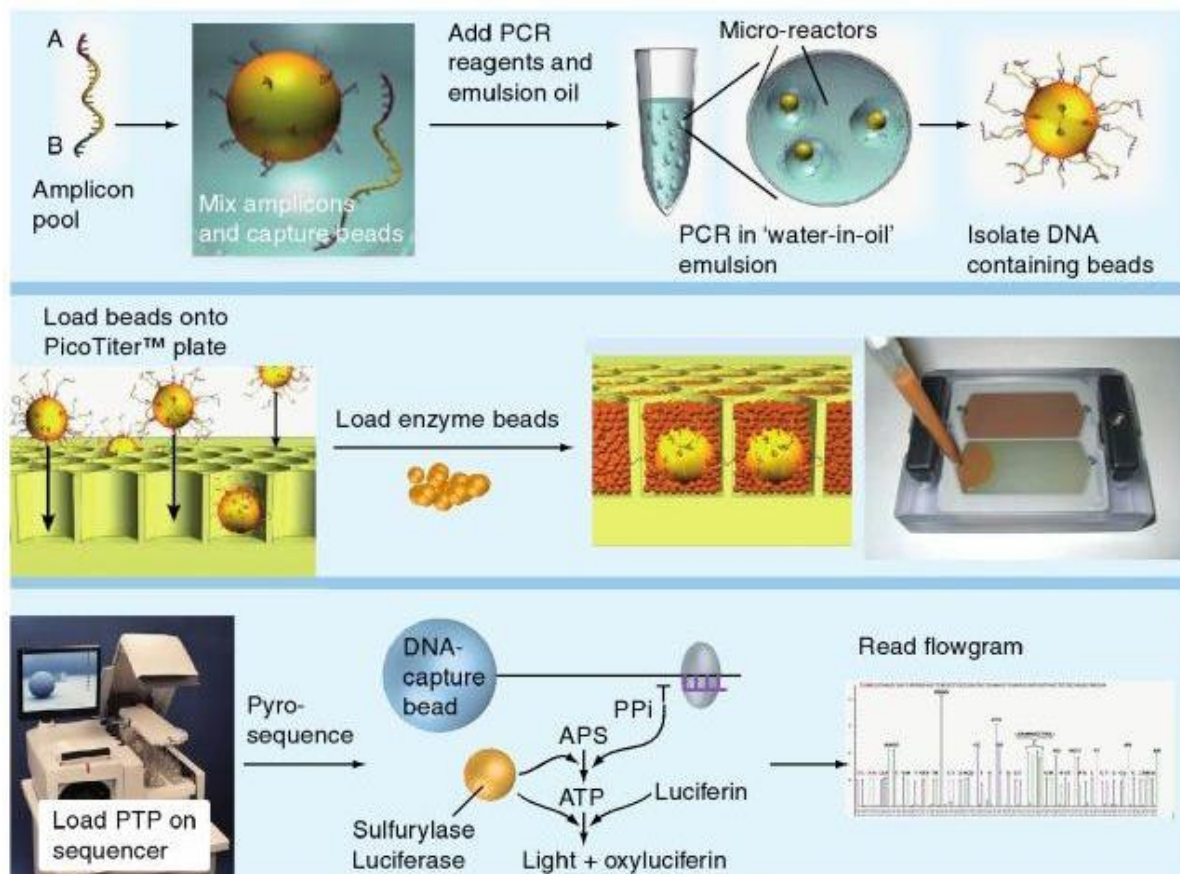 A
B
Amplicon
pool
Mix amplicons
and capture beads
Add PCR
reagents and
emulsion oil
Micro-reactors
PCR in ‘water-in-oil’
emulsion
Isolate DNA
containing beads
Load beads onto
PicoTiter™ plate
Load enzyme beads
Load PTP on
sequencer
Pyro-
sequence
DNA-
capture
bead
PPi
APS
ATP
Luciferin
Sulfurylase
Luciferase
Light + oxyluciferin
Read flowgram